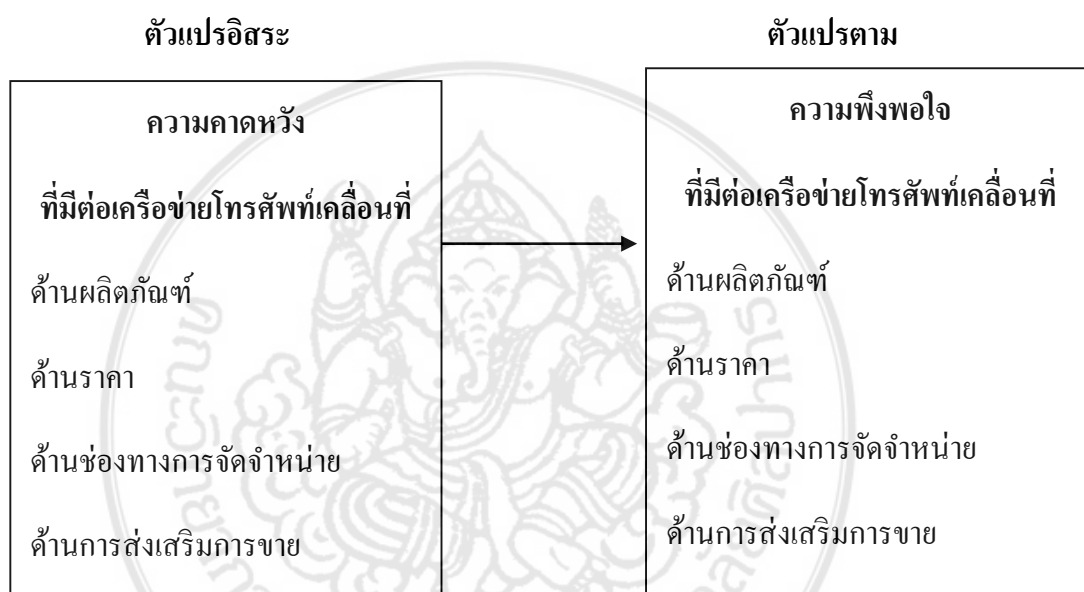 ตัวแปรอิสระ
ความคาดหวัง
ที่มีต่อเครือข่ายโทรศัพท์เคลื่อนที่
ด้านผลิตภัณฑ์
ด้านราคา
ด้านช่องทางการจัดจำหน่าย
ด้านการส่งเสริมการขาย
ตัวแปรตาม
ความพึงพอใจ
ที่มีต่อเครือข่ายโทรศัพท์เคลื่อนที่
ด้านผลิตภัณฑ์
ด้านราคา
ด้านช่องทางการจัดจำหน่าย
ด้านการส่งเสริมการขาย